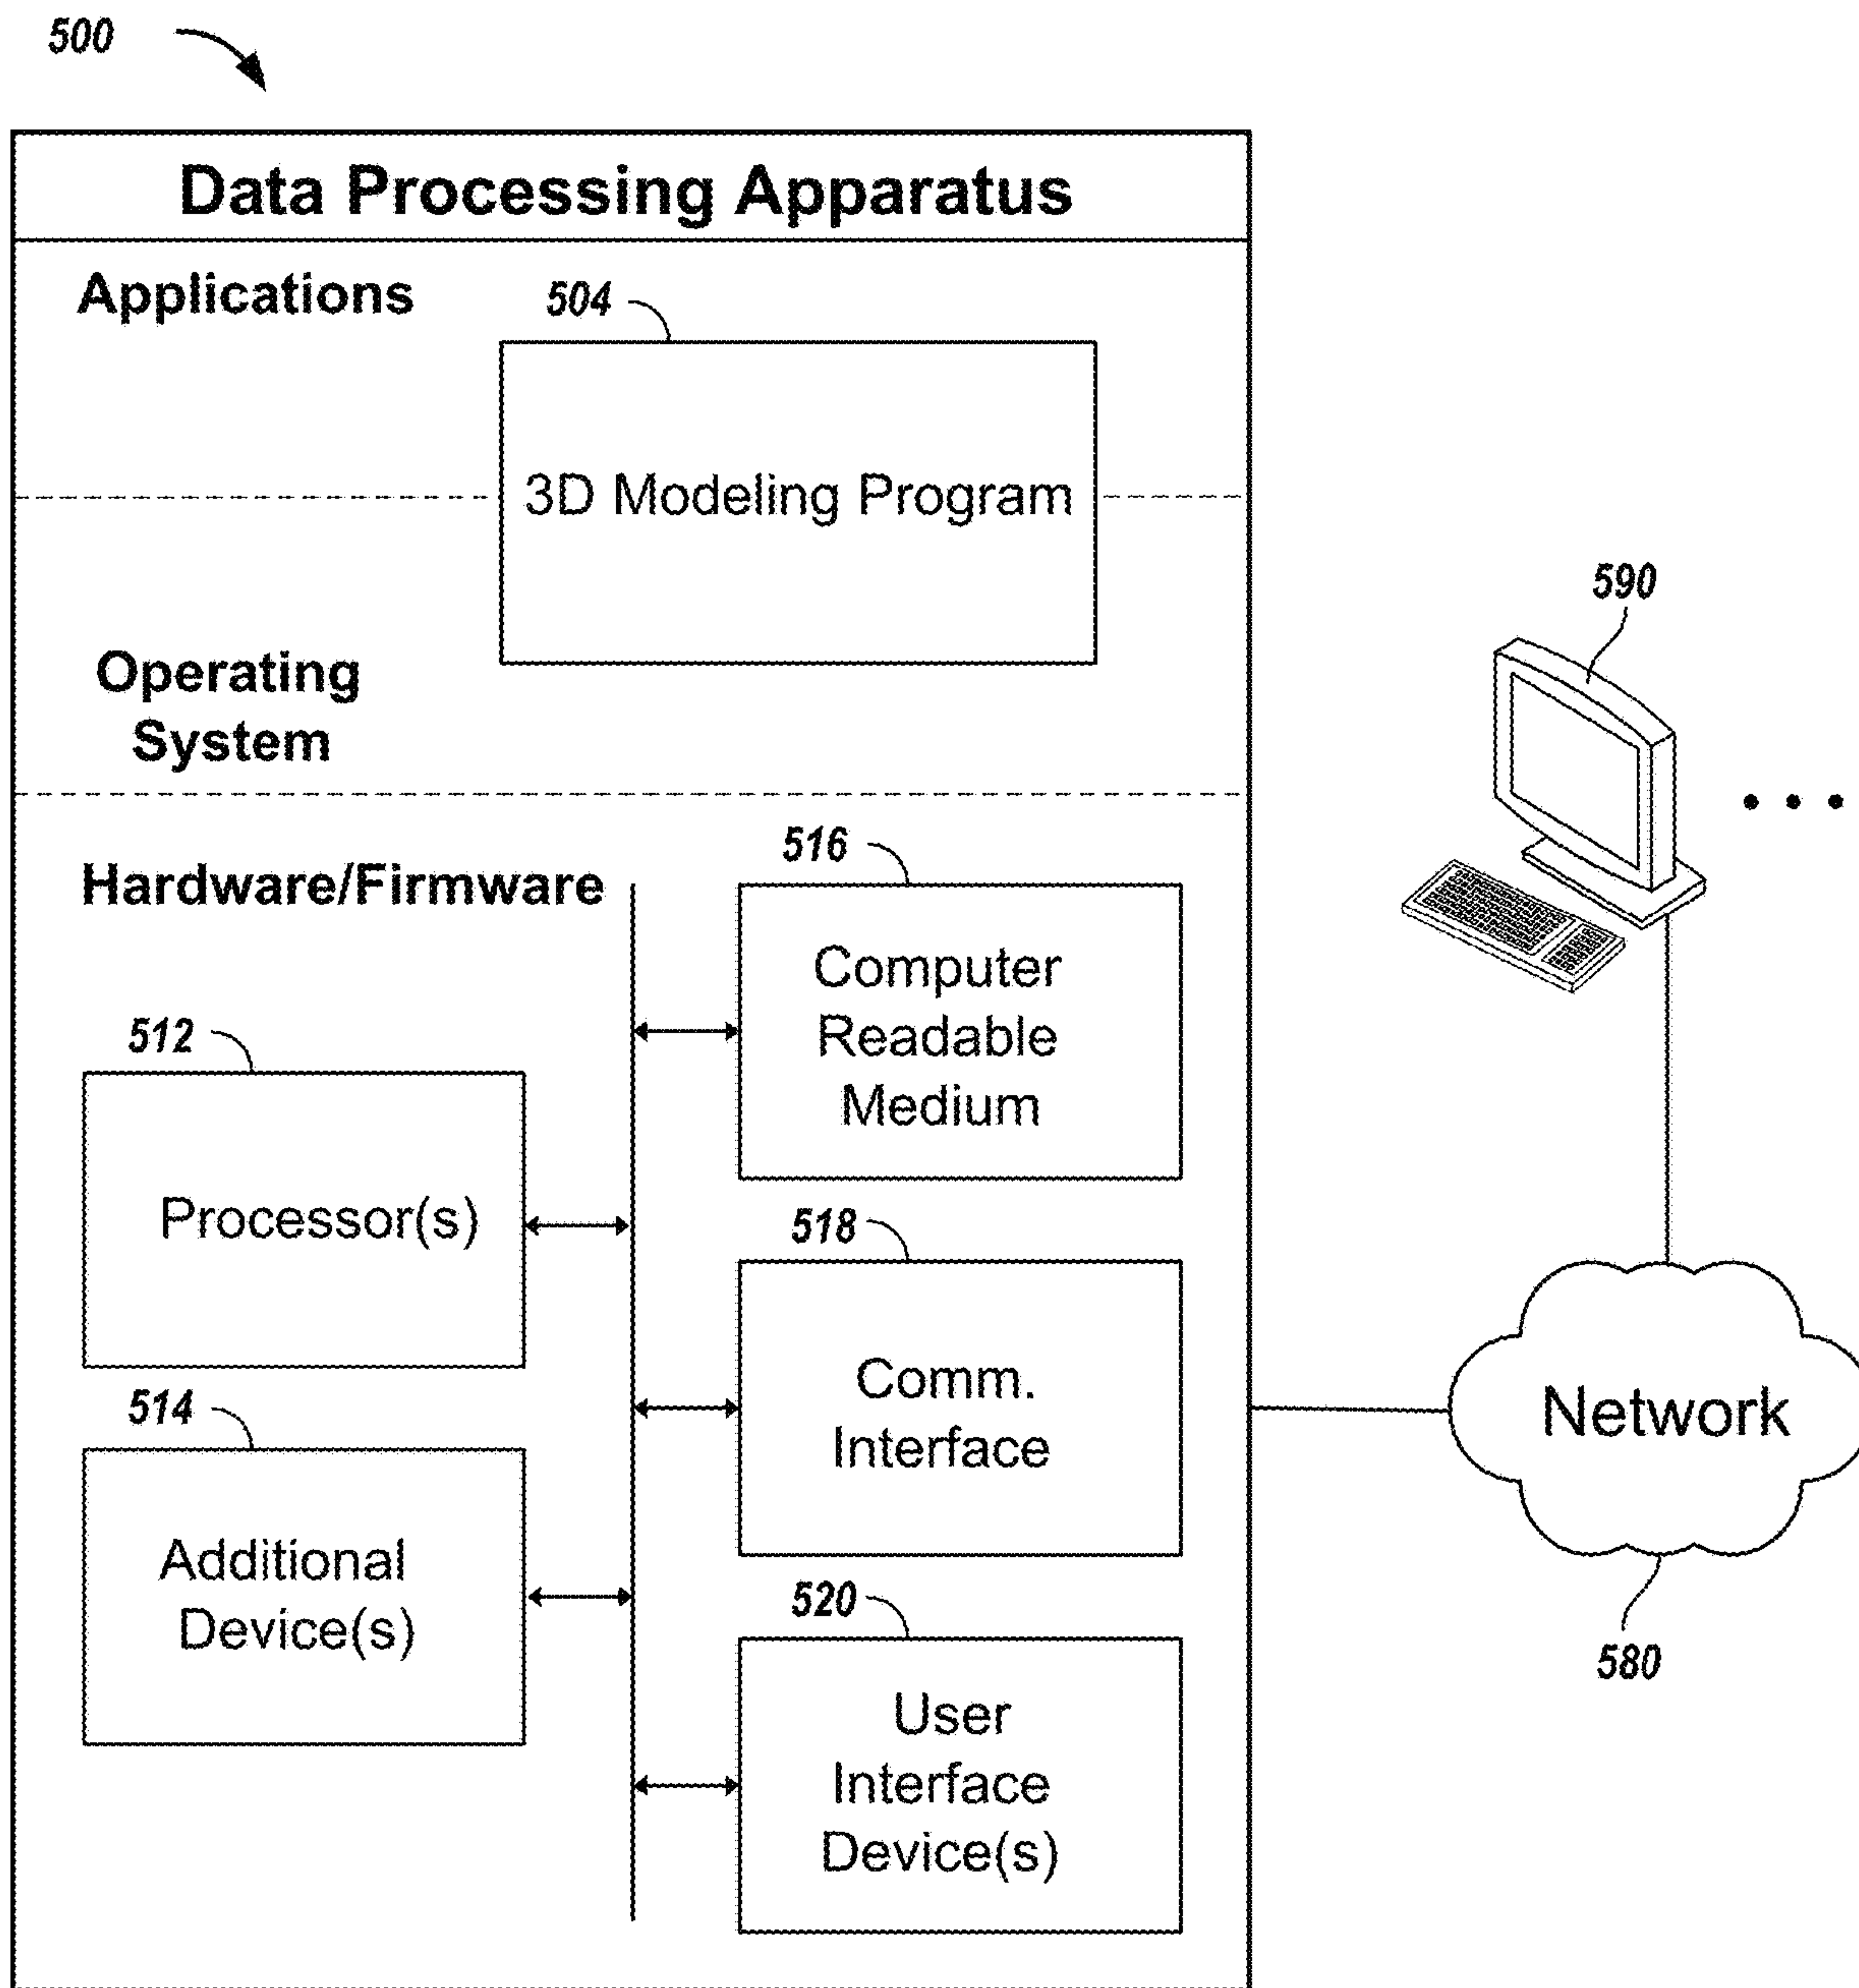 500
Data Processing Apparatus
Applications
504
3D Modeling Program
Operating
System
590
Hardware/Firmware
516
Computer
Readable
Medium
512
Processor(s)
518
Comm.
Interface
Network
514
Additional
Device(s)
520
User
Interface
Device(s)
580